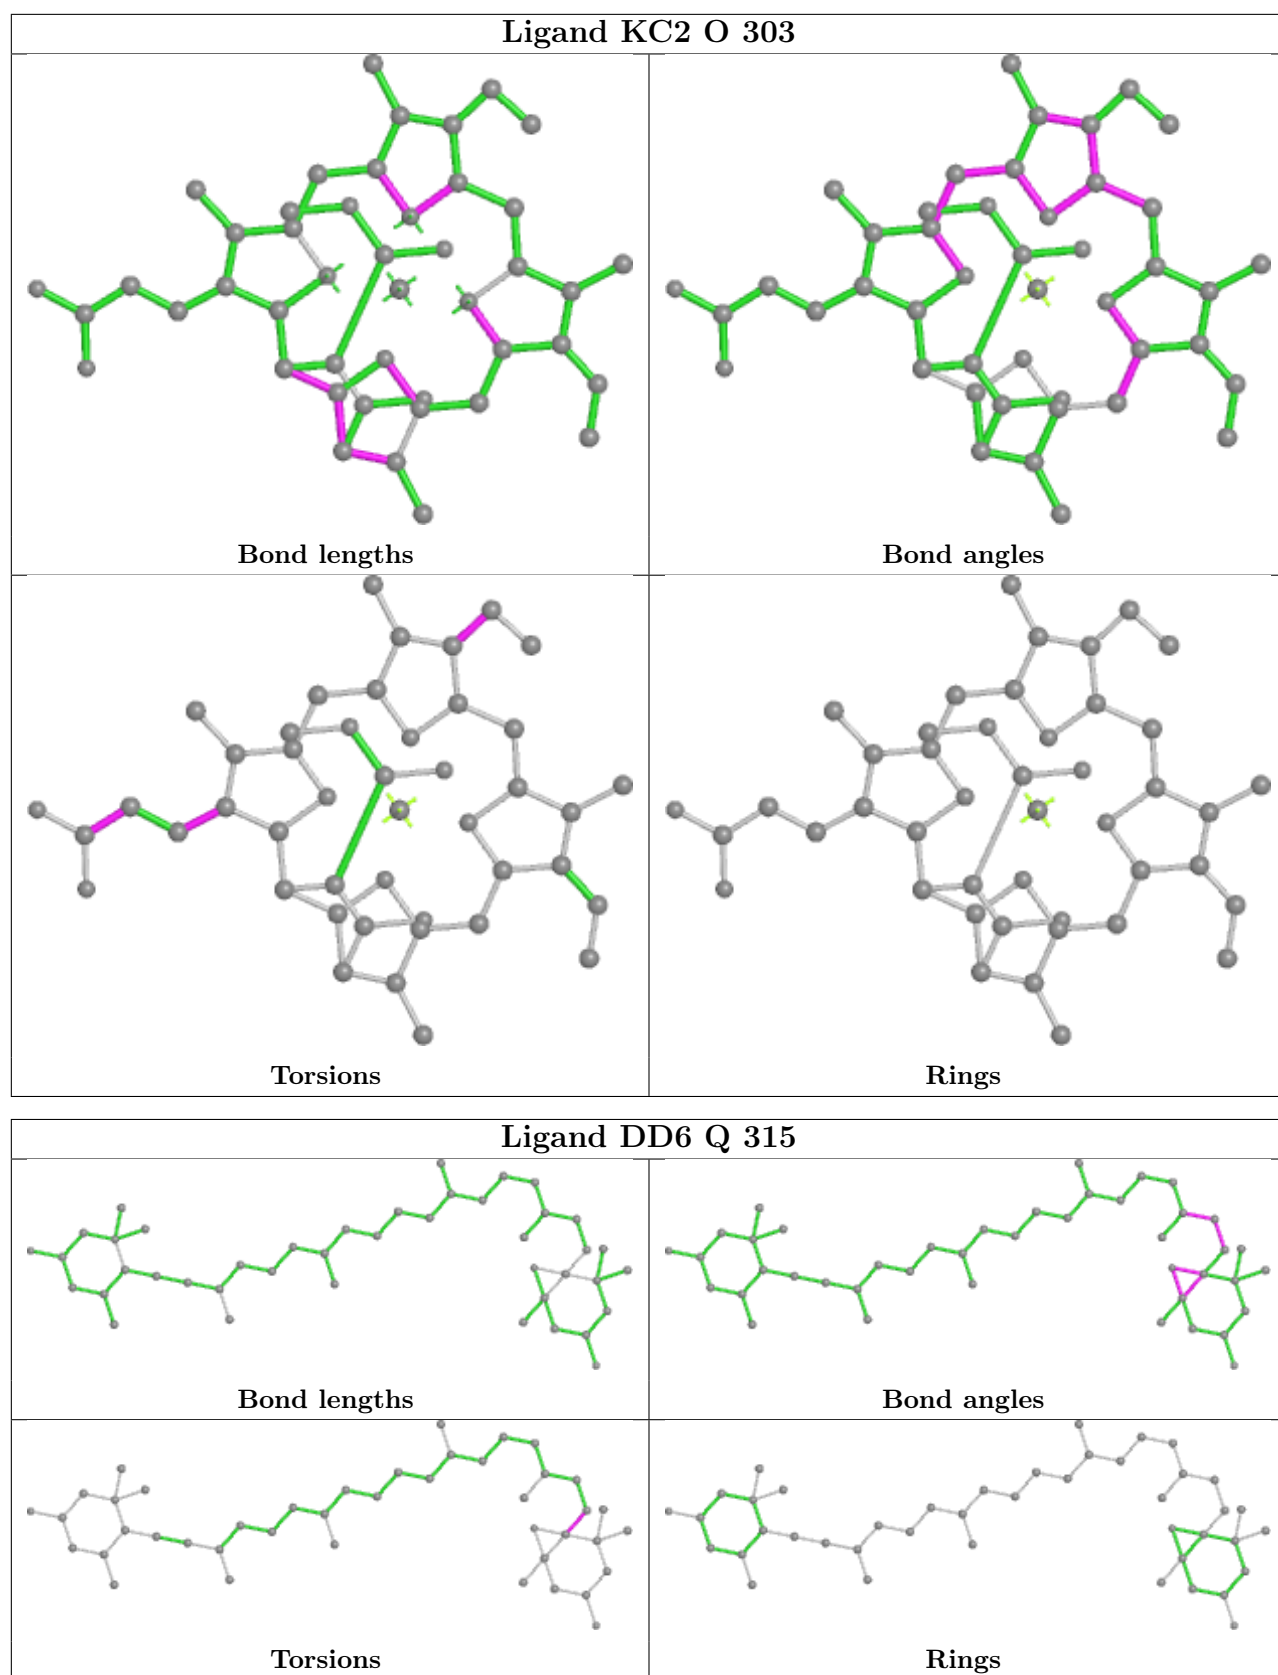 Ligand KC2 O 303
Bond lengths
Bond angles
Torsions
Rings
Ligand DD6 Q 315
Bond lengths
Bond angles
Torsions
Rings